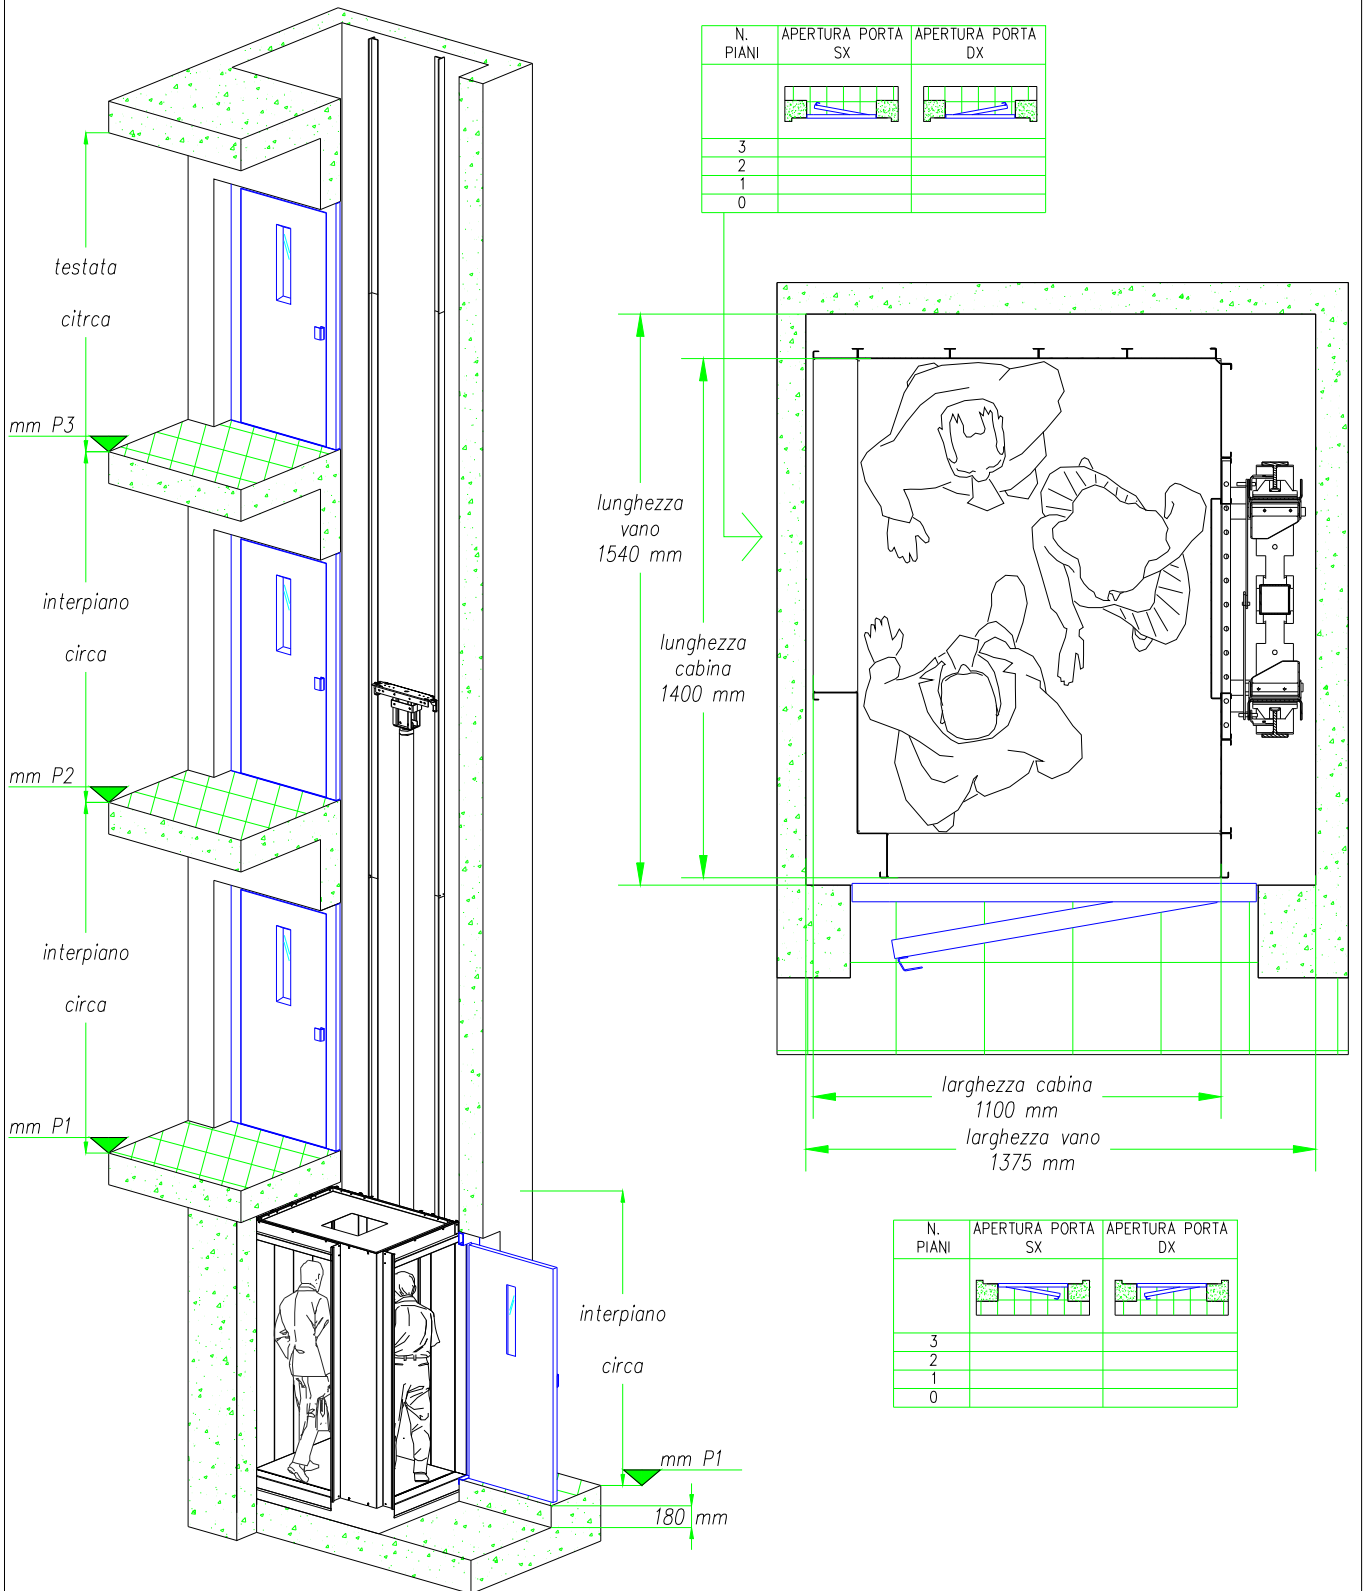 N.
PIANI
APERTURA PORTA
SX
APERTURA PORTA
DX
3
2
1
0
testata
citrca
mm P3
interpiano
circa
mm P2
interpiano
circa
mm P1
lunghezza
vano
1540 mm
lunghezza
cabina
1400 mm
larghezza cabina
1100 mm
larghezza vano
1375 mm
interpiano
circa
mm P1
180 mm
N.
PIANI
APERTURA PORTA
SX
APERTURA PORTA
DX
3
2
1
0